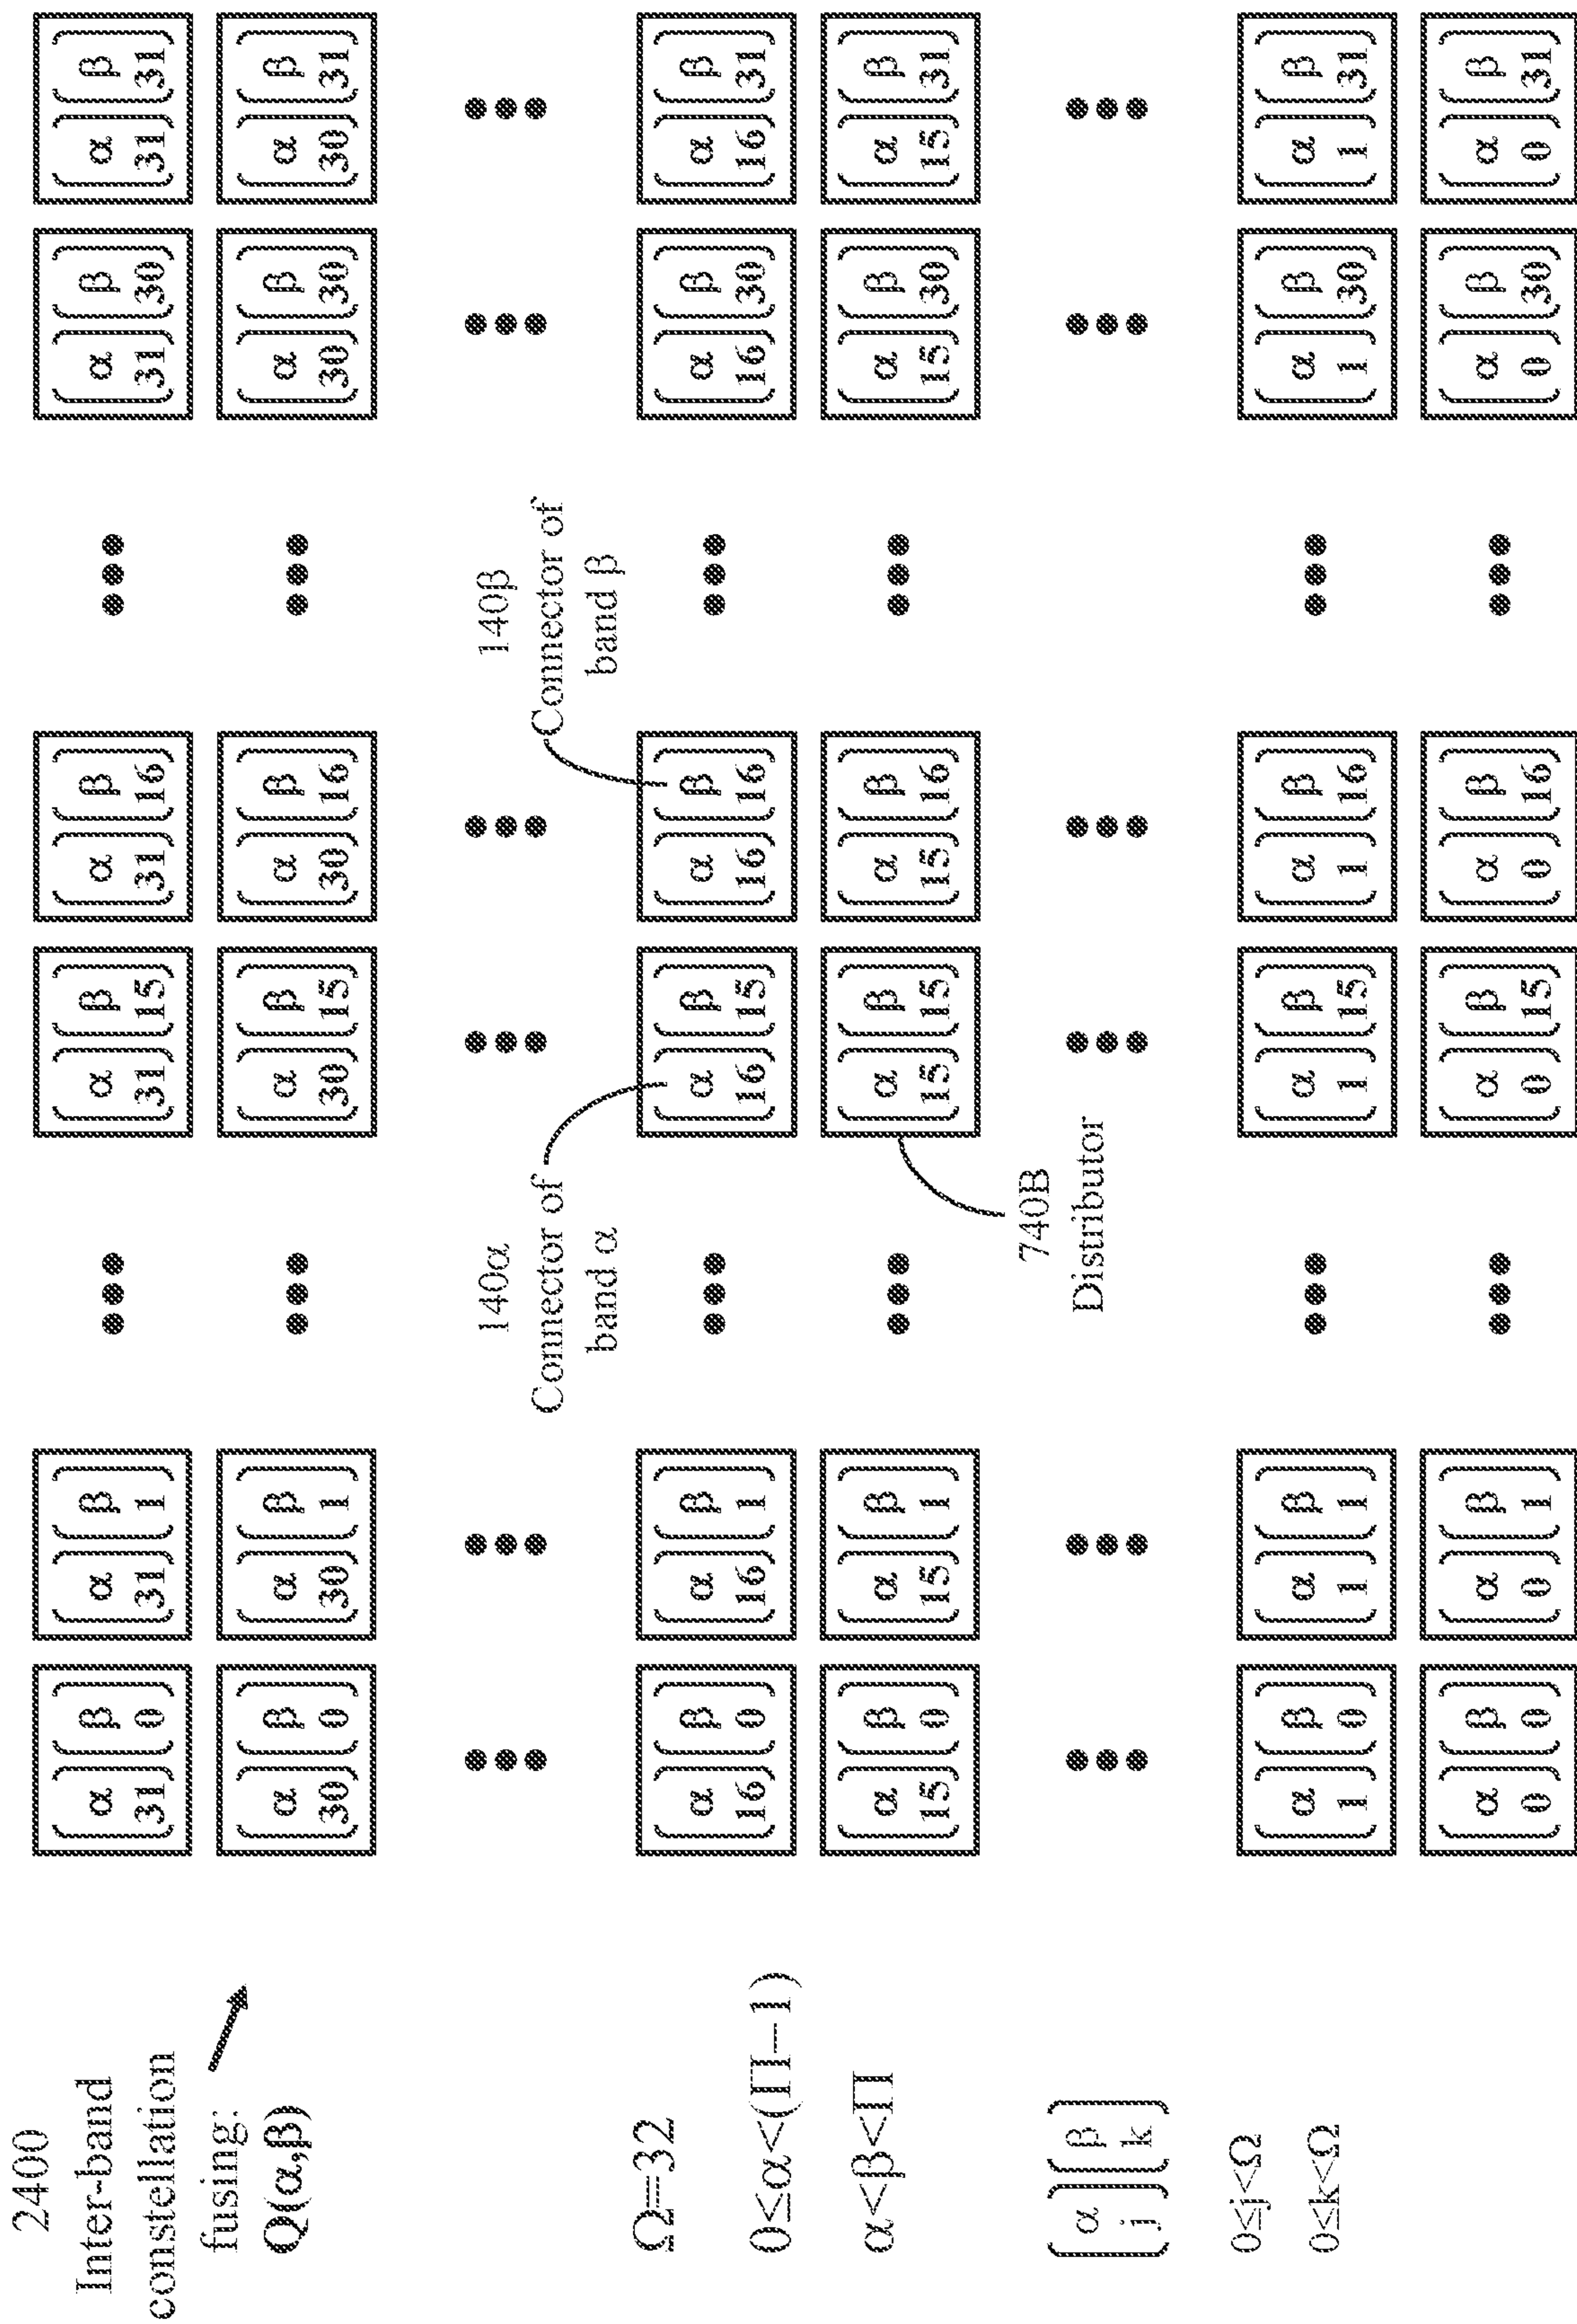 2400
Inter-band
constellation
fusing:
Q(α,β)
Ω=32
0≤α<(Π−1)
α<β<Π
(α j)(β k)
0≤j<Ω
0≤k<Ω
(α 31)(β 0) (α 31)(β 1) ••• (α 31)(β 15) (α 31)(β 16) ••• (α 31)(β 30) (α 31)(β 31)
(α 30)(β 0) (α 30)(β 1) ••• (α 30)(β 15) (α 30)(β 16) ••• (α 30)(β 30) (α 30)(β 31)
140α
Connector of
band α
140β
Connector of
band β
(α 16)(β 0) (α 16)(β 1) ••• (α 16)(β 15) (α 16)(β 16) ••• (α 16)(β 30) (α 16)(β 31)
(α 15)(β 0) (α 15)(β 1) ••• (α 15)(β 15) (α 15)(β 16) ••• (α 15)(β 30) (α 15)(β 31)
740B
Distributor
(α 1)(β 0) (α 1)(β 1) ••• (α 1)(β 15) (α 1)(β 16) ••• (α 1)(β 30) (α 1)(β 31)
(α 0)(β 0) (α 0)(β 1) ••• (α 0)(β 15) (α 0)(β 16) ••• (α 0)(β 30) (α 0)(β 31)